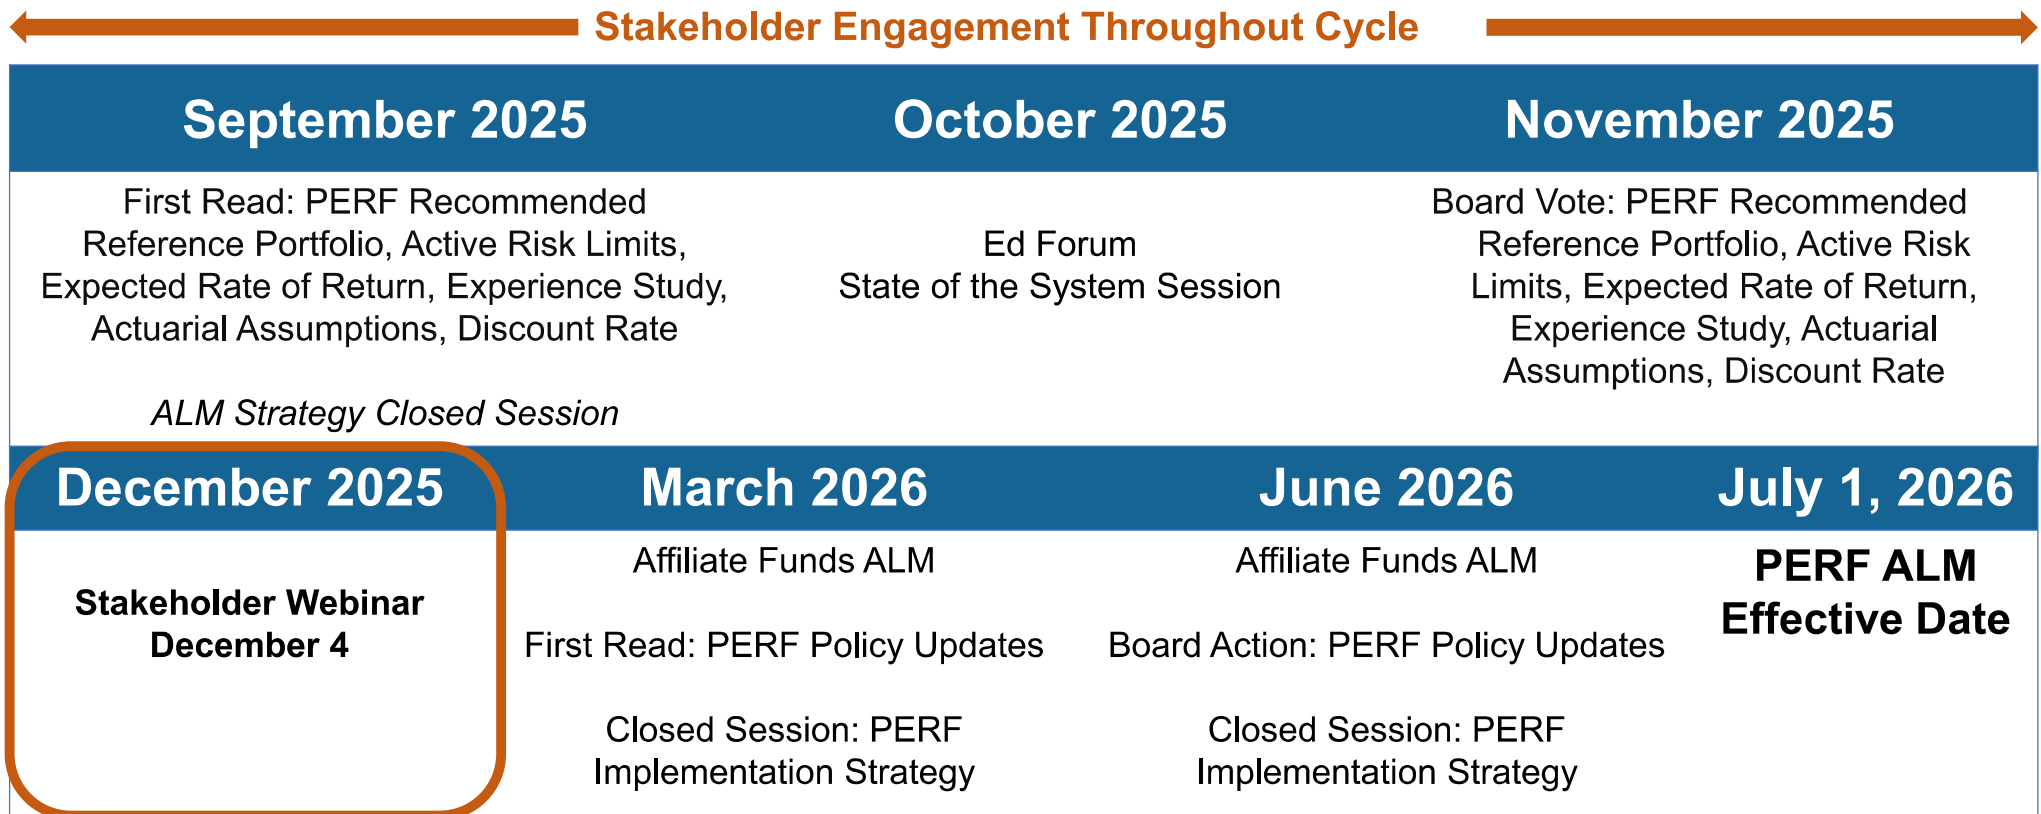 Stakeholder Engagement Throughout Cycle
September 2025
First Read: PERF Recommended
Reference Portfolio, Active Risk Limits,
Expected Rate of Return, Experience Study,
Actuarial Assumptions, Discount Rate
ALM Strategy Closed Session
October 2025
Ed Forum
State of the System Session
November 2025
Board Vote: PERF Recommended
Reference Portfolio, Active Risk
Limits, Expected Rate of Return,
Experience Study, Actuarial
Assumptions, Discount Rate
December 2025
Stakeholder Webinar
December 4
March 2026
Affiliate Funds ALM
First Read: PERF Policy Updates
Closed Session: PERF
Implementation Strategy
June 2026
Affiliate Funds ALM
Board Action: PERF Policy Updates
Closed Session: PERF
Implementation Strategy
July 1, 2026
PERF ALM
Effective Date